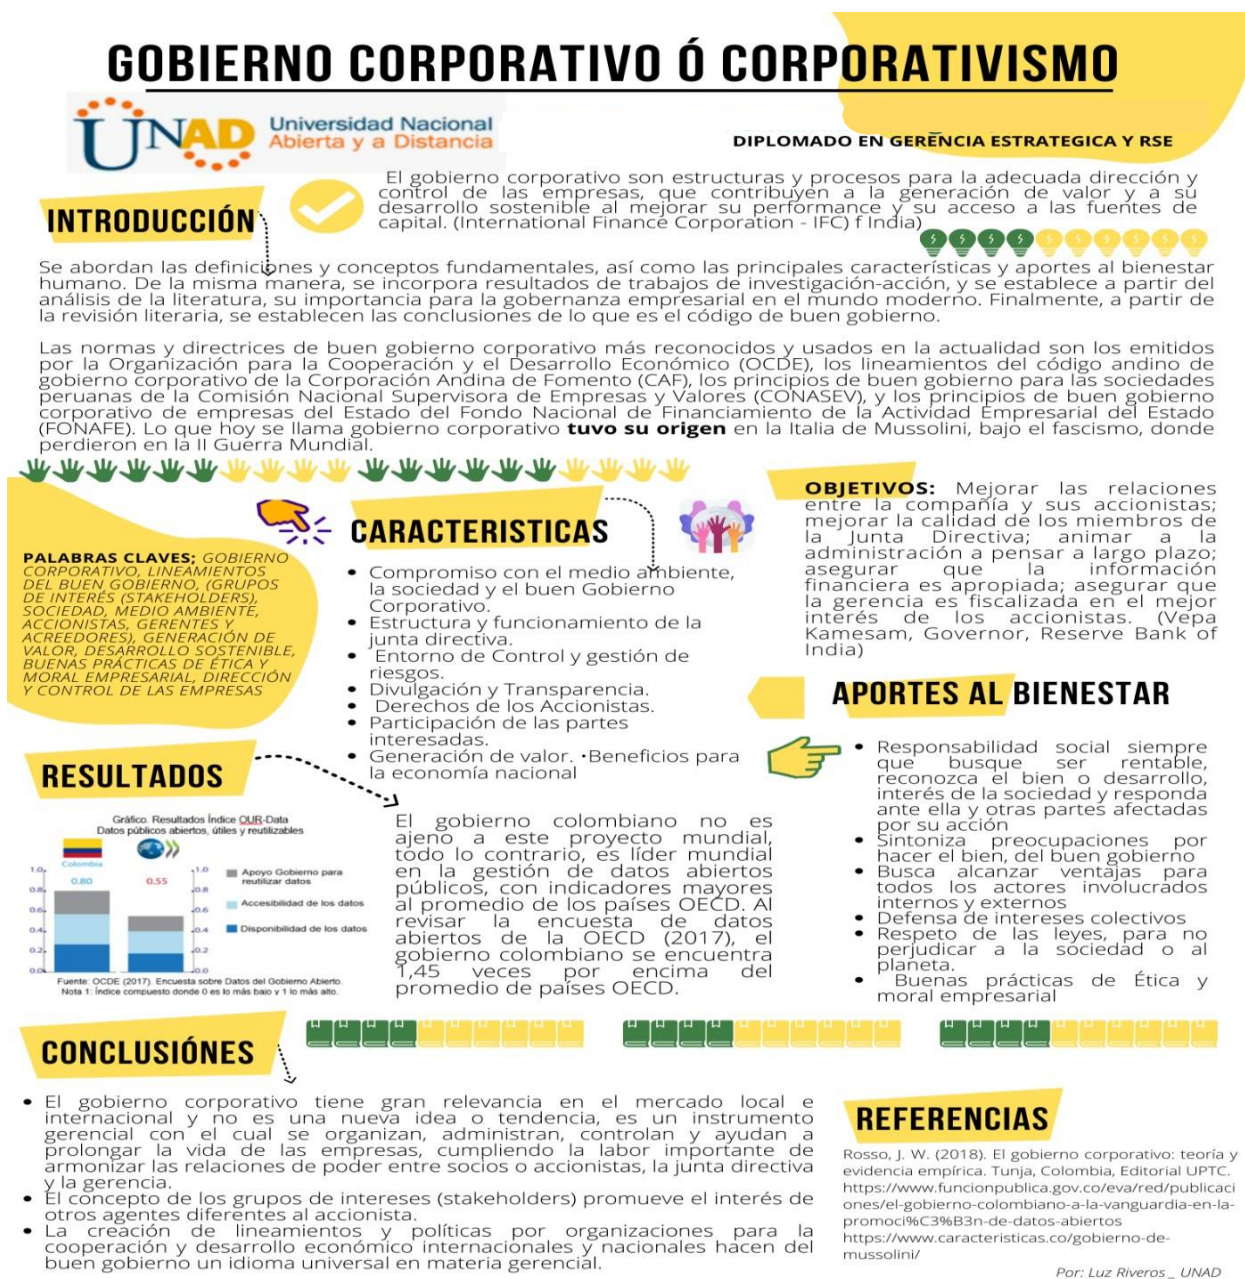 GOBIERNO CORPORATIVO Ó CORPORATIVISMO
UNAD Universidad Nacional
Abierta y a Distancia
DIPLOMADO EN GERENCIA ESTRATEGICA Y RSE
INTRODUCCIÓN
El gobierno corporativo son estructuras y procesos para la adecuada dirección y
control de las empresas, que contribuyen a la generación de valor y a su
desarrollo sostenible al mejorar su performance y su acceso a las fuentes de
capital. (International Finance Corporation - IFC) f India)
Se abordan las definiciones y conceptos fundamentales, así como las principales características y aportes al bienestar
humano. De la misma manera, se incorpora resultados de trabajos de investigación-acción, y se establece a partir del
análisis de la literatura, su importancia para la gobernanza empresarial en el mundo moderno. Finalmente, a partir de
la revisión literaria, se establecen las conclusiones de lo que es el código de buen gobierno.
Las normas y directrices de buen gobierno corporativo más reconocidos y usados en la actualidad son los emitidos
por la Organización para la Cooperación y el Desarrollo Económico (OCDE), los lineamientos del código andino de
gobierno corporativo de la Corporación Andina de Fomento (CAF), los principios de buen gobierno para las sociedades
peruanas de la Comisión Nacional Supervisora de Empresas y Valores (CONASEV), y los principios de buen gobierno
corporativo de empresas del Estado del Fondo Nacional de Financiamiento de la Actividad Empresarial del Estado
(FONAFE). Lo que hoy se llama gobierno corporativo tuvo su origen en la Italia de Mussolini, bajo el fascismo, donde
perdieron en la II Guerra Mundial.
PALABRAS CLAVES; GOBIERNO
CORPORATIVO, LINEAMIENTOS
DEL BUEN GOBIERNO, (GRUPOS
DE INTERÉS (STAKEHOLDERS),
SOCIEDAD, MEDIO AMBIENTE,
ACCIONISTAS, GERENTES Y
ACREEDORES), GENERACIÓN DE
VALOR, DESARROLLO SOSTENIBLE,
BUENAS PRÁCTICAS DE ÉTICA Y
MORAL EMPRESARIAL, DIRECCIÓN
Y CONTROL DE LAS EMPRESAS
CARACTERISTICAS
• Compromiso con el medio ambiente,
la sociedad y el buen Gobierno
Corporativo.
• Estructura y funcionamiento de la
junta directiva.
• Entorno de Control y gestión de
riesgos.
• Divulgación y Transparencia.
• Derechos de los Accionistas.
• Participación de las partes
interesadas.
• Generación de valor. •Beneficios para
la economía nacional
OBJETIVOS: Mejorar las relaciones
entre la compañía y sus accionistas;
mejorar la calidad de los miembros de
la Junta Directiva; animar a la
administración a pensar a largo plazo;
asegurar que la información
financiera es apropiada; asegurar que
la gerencia es fiscalizada en el mejor
interés de los accionistas. (Vepa
Kamesam, Governor, Reserve Bank of
India)
APORTES AL BIENESTAR
• Responsabilidad social siempre
que busque ser rentable,
reconozca el bien o desarrollo,
interés de la sociedad y responda
ante ella y otras partes afectadas
por su acción
• Sintoniza preocupaciones por
hacer el bien, del buen gobierno
• Busca alcanzar ventajas para
todos los actores involucrados
internos y externos
• Defensa de intereses colectivos
• Respeto de las leyes, para no
perjudicar a la sociedad o al
planeta.
• Buenas prácticas de Ética y
moral empresarial
RESULTADOS
Gráfico. Resultados Índice OUR-Data
Datos públicos abiertos, útiles y reutilizables
Colombia
0.80 0.55
1.0 1.0
0.8 0.8
0.6 0.6
0.4 0.4
0.2 0.2
0.0 0.0
Apoyo Gobierno para
reutilizar datos
Accesibilidad de los datos
Disponibilidad de los datos
Fuente: OCDE (2017). Encuesta sobre Datos del Gobierno Abierto.
Nota 1: Índice compuesto donde 0 es lo más bajo y 1 lo más alto.
El gobierno colombiano no es
ajeno a este proyecto mundial,
todo lo contrario, es líder mundial
en la gestión de datos abiertos
públicos, con indicadores mayores
al promedio de los países OECD. Al
revisar la encuesta de datos
abiertos de la OECD (2017), el
gobierno colombiano se encuentra
1,45 veces por encima del
promedio de países OECD.
CONCLUSIÓNES
• El gobierno corporativo tiene gran relevancia en el mercado local e
internacional y no es una nueva idea o tendencia, es un instrumento
gerencial con el cual se organizan, administran, controlan y ayudan a
prolongar la vida de las empresas, cumpliendo la labor importante de
armonizar las relaciones de poder entre socios o accionistas, la junta directiva
y la gerencia.
• El concepto de los grupos de intereses (stakeholders) promueve el interés de
otros agentes diferentes al accionista.
• La creación de lineamientos y políticas por organizaciones para la
cooperación y desarrollo económico internacionales y nacionales hacen del
buen gobierno un idioma universal en materia gerencial.
REFERENCIAS
Rosso, J. W. (2018). El gobierno corporativo: teoría y
evidencia empírica. Tunja, Colombia, Editorial UPTC.
https://www.funcionpublica.gov.co/eva/red/publicaci
ones/el-gobierno-colombiano-a-la-vanguardia-en-la-
promoci%C3%B3n-de-datos-abiertos
https://www.caracteristicas.co/gobierno-de-
mussolini/
Por: Luz Riveros _ UNAD